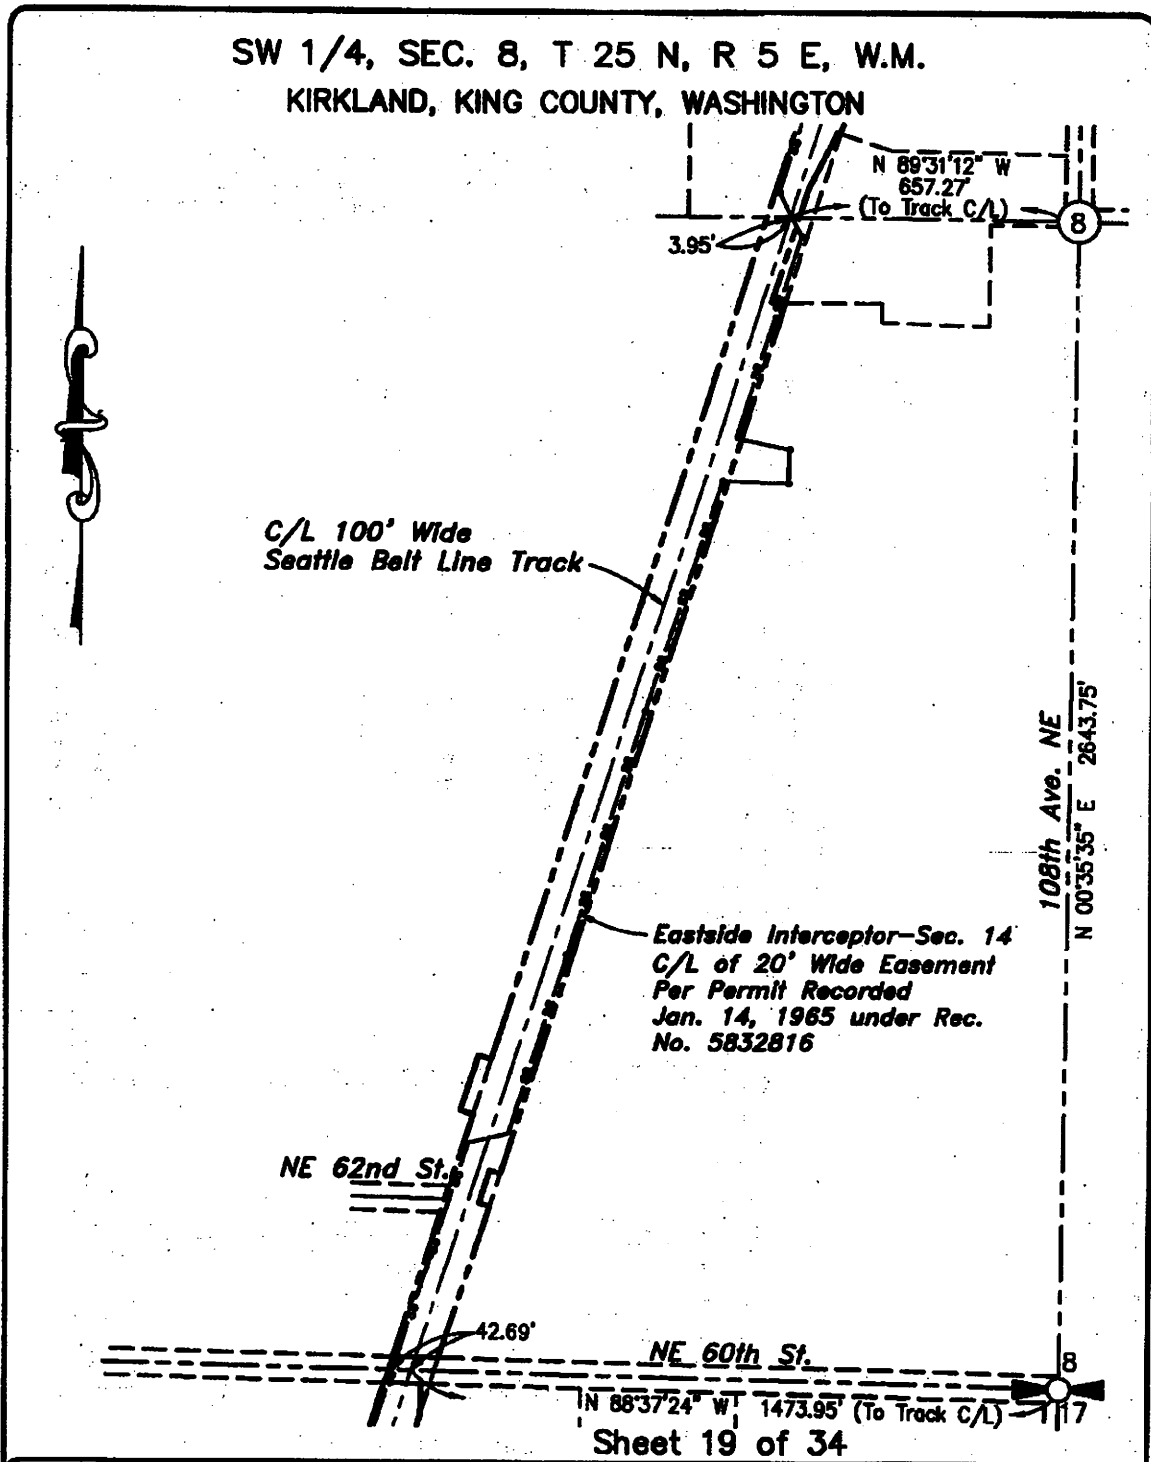 SW 1/4, SEC. 8, T 25 N, R 5 E, W.M.
KIRKLAND, KING COUNTY, WASHINGTON
N 89°31'12" W
657.27'
(To Track C/L)
8
3.95'
C/L 100' Wide
Seattle Belt Line Track
108th Ave. NE
N 00°35'35" E 2643.75'
Eastside Interceptor-Sec. 14
C/L of 20' Wide Easement
Per Permit Recorded
Jan. 14, 1965 under Rec.
No. 5832816
NE 62nd St.
42.69'
NE 60th St.
8
17
N 88°37'24" W 1473.95' (To Track C/L)
Sheet 19 of 34